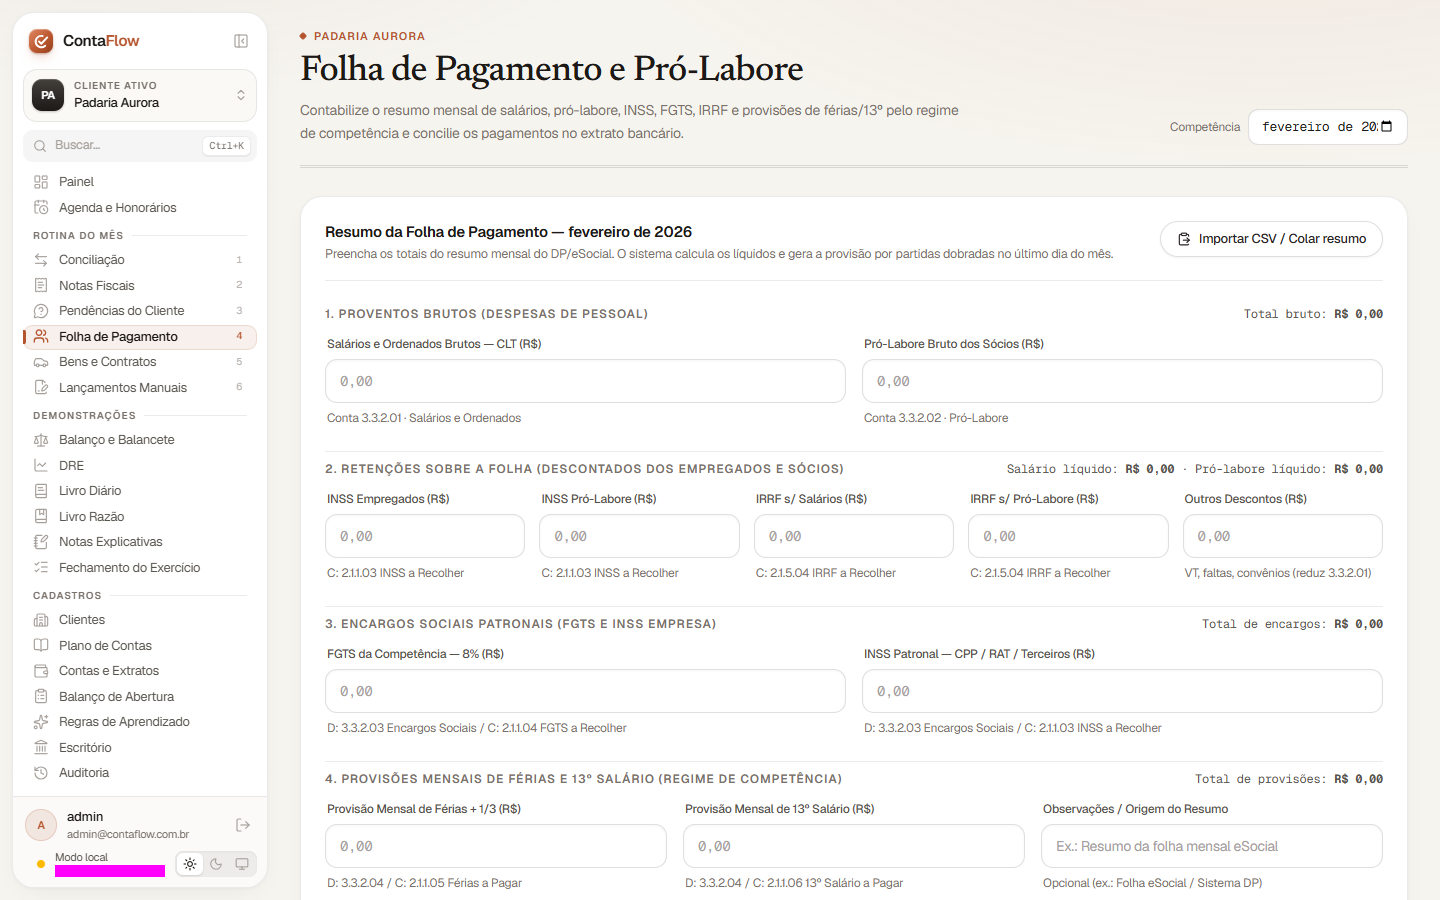 ContaFlow
PA
CLIENTE ATIVO
Padaria Aurora
Buscar...
Ctrl+K
Painel
Agenda e Honorários
ROTINA DO MÊS
Conciliação 1
Notas Fiscais 2
Pendências do Cliente 3
Folha de Pagamento 4
Bens e Contratos 5
Lançamentos Manuais 6
DEMONSTRAÇÕES
Balanço e Balancete
DRE
Livro Diário
Livro Razão
Notas Explicativas
Fechamento do Exercício
CADASTROS
Clientes
Plano de Contas
Contas e Extratos
Balanço de Abertura
Regras de Aprendizado
Escritório
Auditoria
A
admin
admin@contaflow.com.br
Modo local
PADARIA AURORA
Folha de Pagamento e Pró-Labore
Contabilize o resumo mensal de salários, pró-labore, INSS, FGTS, IRRF e provisões de férias/13º pelo regime
de competência e concilie os pagamentos no extrato bancário.
Competência
fevereiro de 20
Resumo da Folha de Pagamento — fevereiro de 2026
Preencha os totais do resumo mensal do DP/eSocial. O sistema calcula os líquidos e gera a provisão por partidas dobradas no último dia do mês.
Importar CSV / Colar resumo
1. PROVENTOS BRUTOS (DESPESAS DE PESSOAL)
Total bruto: R$ 0,00
Salários e Ordenados Brutos — CLT (R$)
0,00
Conta 3.3.2.01 · Salários e Ordenados
Pró-Labore Bruto dos Sócios (R$)
0,00
Conta 3.3.2.02 · Pró-Labore
2. RETENÇÕES SOBRE A FOLHA (DESCONTADOS DOS EMPREGADOS E SÓCIOS)
Salário líquido: R$ 0,00 · Pró-labore líquido: R$ 0,00
INSS Empregados (R$)
0,00
C: 2.1.1.03 INSS a Recolher
INSS Pró-Labore (R$)
0,00
C: 2.1.1.03 INSS a Recolher
IRRF s/ Salários (R$)
0,00
C: 2.1.5.04 IRRF a Recolher
IRRF s/ Pró-Labore (R$)
0,00
C: 2.1.5.04 IRRF a Recolher
Outros Descontos (R$)
0,00
VT, faltas, convênios (reduz 3.3.2.01)
3. ENCARGOS SOCIAIS PATRONAIS (FGTS E INSS EMPRESA)
Total de encargos: R$ 0,00
FGTS da Competência — 8% (R$)
0,00
D: 3.3.2.03 Encargos Sociais / C: 2.1.1.04 FGTS a Recolher
INSS Patronal — CPP / RAT / Terceiros (R$)
0,00
D: 3.3.2.03 Encargos Sociais / C: 2.1.1.03 INSS a Recolher
4. PROVISÕES MENSAIS DE FÉRIAS E 13º SALÁRIO (REGIME DE COMPETÊNCIA)
Total de provisões: R$ 0,00
Provisão Mensal de Férias + 1/3 (R$)
0,00
D: 3.3.2.04 / C: 2.1.1.05 Férias a Pagar
Provisão Mensal de 13º Salário (R$)
0,00
D: 3.3.2.04 / C: 2.1.1.06 13º Salário a Pagar
Observações / Origem do Resumo
Ex.: Resumo da folha mensal eSocial
Opcional (ex.: Folha eSocial / Sistema DP)